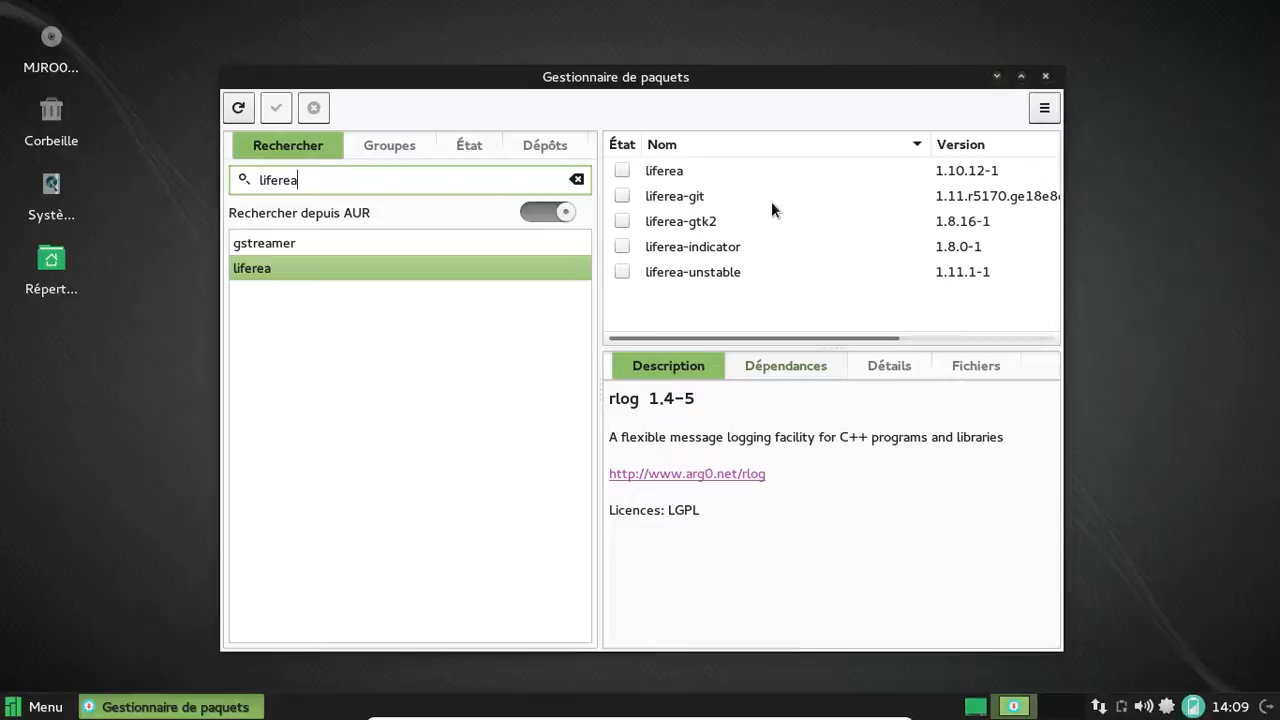 MJRO0...
Corbeille
Systè...
Répert...
Gestionnaire de paquets
Rechercher Groupes État Dépôts
liferea
Rechercher depuis AUR
gstreamer
liferea
État Nom Version
liferea 1.10.12-1
liferea-git 1.11.r5170.ge18e8
liferea-gtk2 1.8.16-1
liferea-indicator 1.8.0-1
liferea-unstable 1.11.1-1
Description Dépendances Détails Fichiers
rlog 1.4-5
A flexible message logging facility for C++ programs and libraries
http://www.arg0.net/rlog
Licences: LGPL
Menu Gestionnaire de paquets 14:09